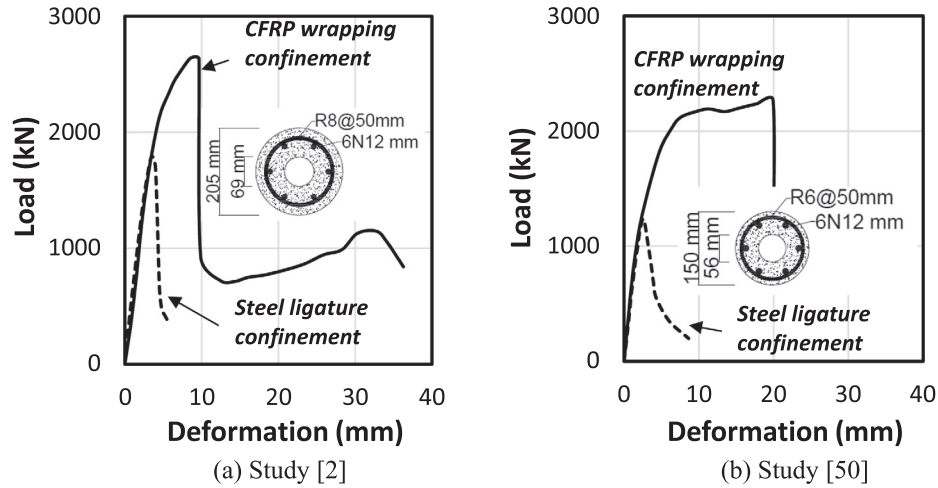 3000
2000
1000
0
Load (kN)
CFRP wrapping
confinement
R8@50mm
6N12 mm
205 mm
69 mm
Steel ligature
confinement
0
10
20
30
40
Deformation (mm)
(a) Study [2]
3000
2000
1000
0
Load (kN)
CFRP wrapping
confinement
R6@50mm
6N12 mm
150 mm
56 mm
Steel ligature
confinement
0
10
20
30
40
Deformation (mm)
(b) Study [50]